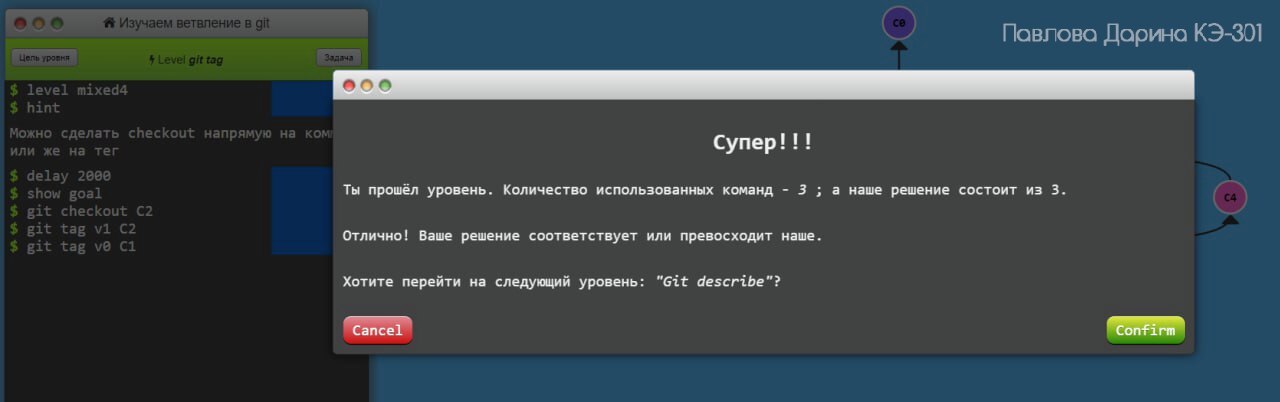 Изучаем ветвление в git
C0
Павлова Дарина КЭ-301
Цель уровня
Level git tag
Задача
$ level mixed4
$ hint
Можно сделать checkout напрямую на
или же на тег
$ delay 2000
$ show goal
$ git checkout C2
$ git tag v1 C2
$ git tag v0 C1
Супер!!!
Ты прошёл уровень. Количество использованных команд - 3 ; а наше решение состоит из 3.
Отлично! Ваше решение соответствует или превосходит наше.
Хотите перейти на следующий уровень: "Git describe"?
Cancel
Confirm
C4